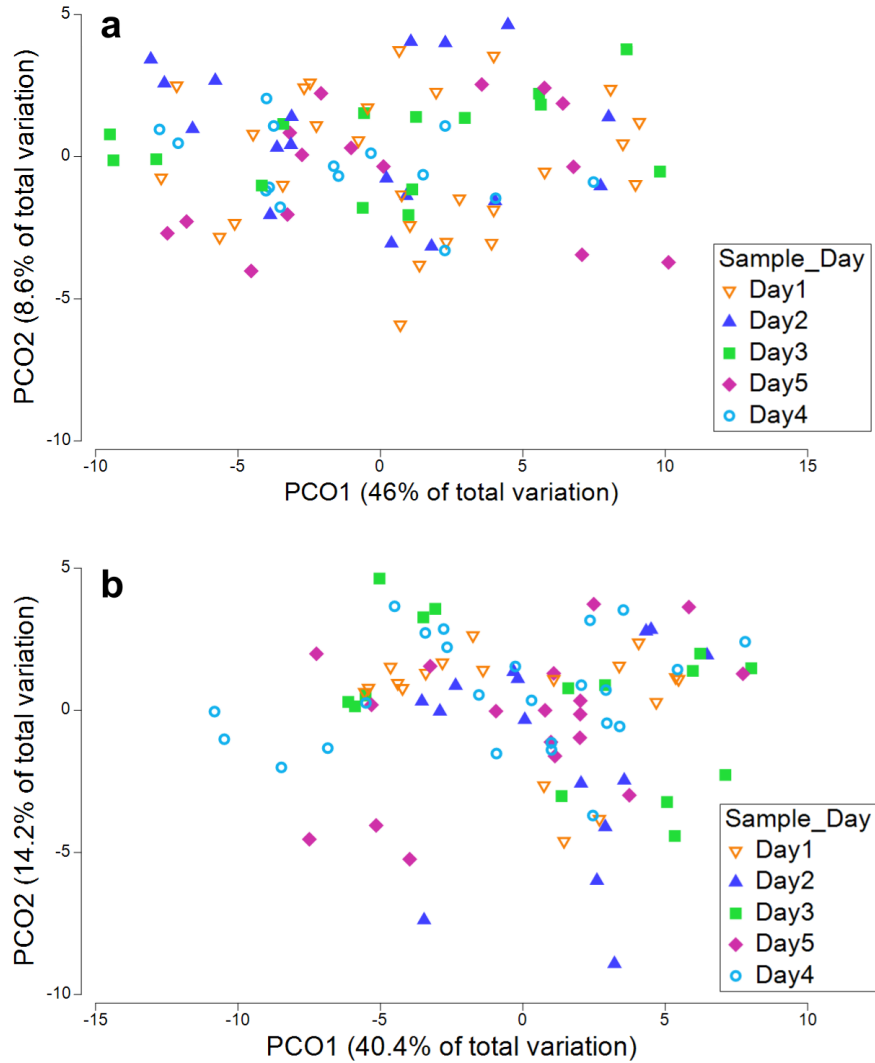 a
5
0
-5
-10
PCO2 (8.6% of total variation)
-10 -5 0 5 10 15
PCO1 (46% of total variation)
Sample_Day
Day1
Day2
Day3
Day5
Day4
b
5
0
-5
-10
PCO2 (14.2% of total variation)
-15 -10 -5 0 5 10
PCO1 (40.4% of total variation)
Sample_Day
Day1
Day2
Day3
Day5
Day4